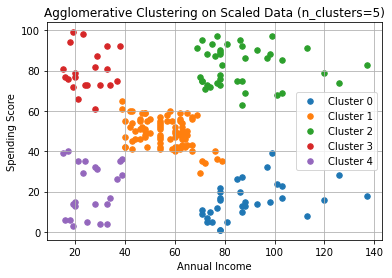 Agglomerative Clustering on Scaled Data (n_clusters=5)
100
80
60
40
20
0
Spending Score
Cluster 0
Cluster 1
Cluster 2
Cluster 3
Cluster 4
20
40
60
80
100
120
140
Annual Income